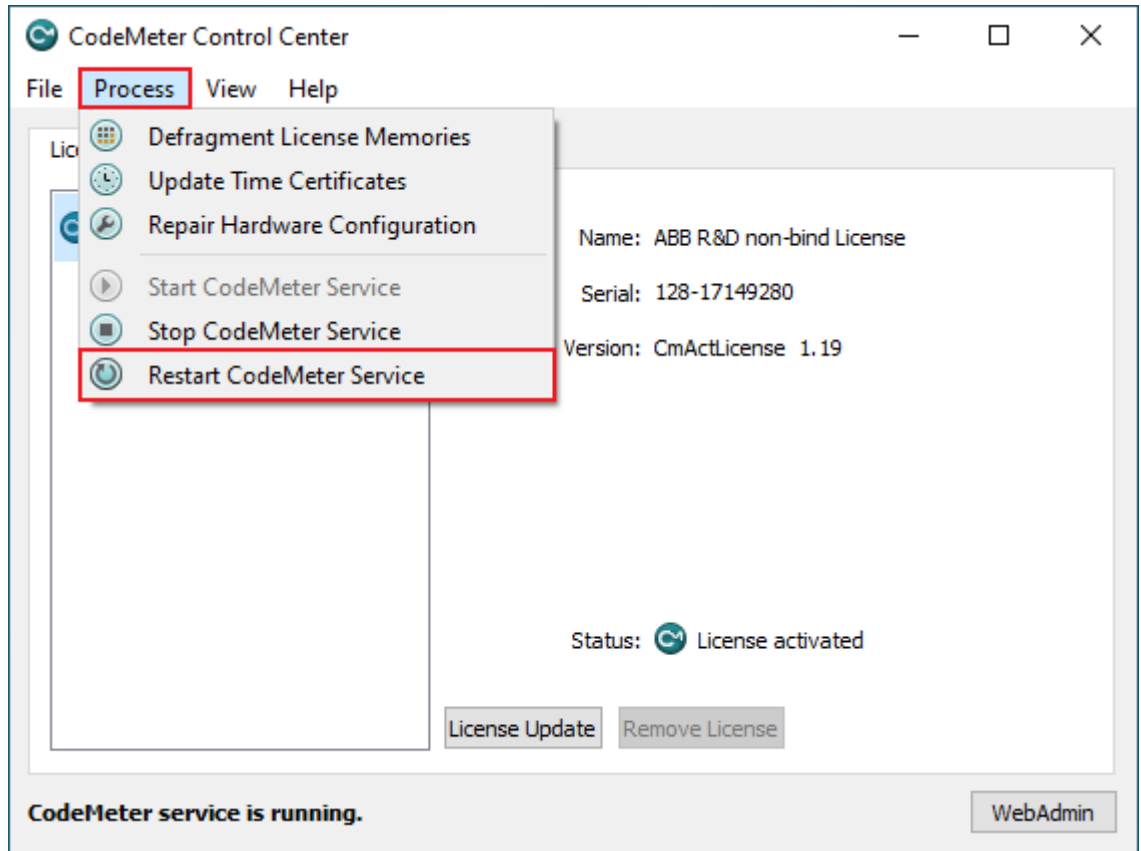 CodeMeter Control Center
File Process View Help
Defragment License Memories
Update Time Certificates
Repair Hardware Configuration
Start CodeMeter Service
Stop CodeMeter Service
Restart CodeMeter Service
Name: ABB R&D non-bind License
Serial: 128-17149280
Version: CmActLicense 1.19
Status: License activated
License Update Remove License
CodeMeter service is running.
WebAdmin